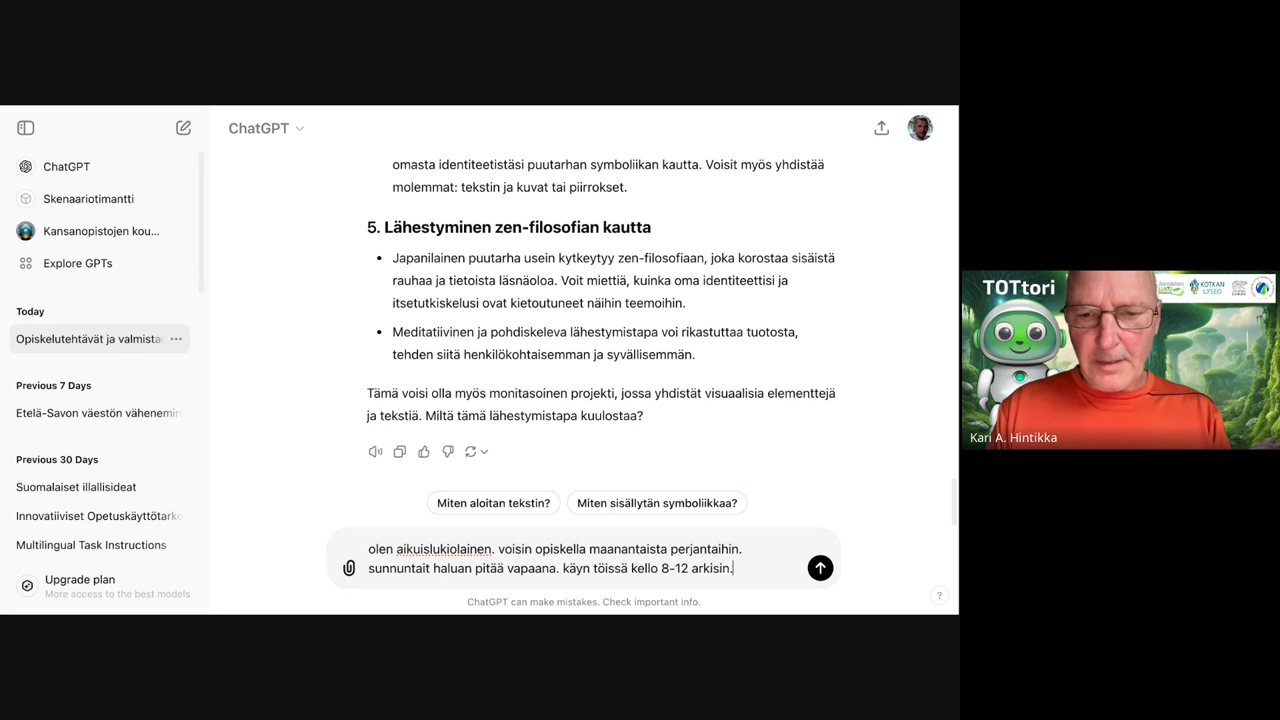 ChatGPT
ChatGPT
Skenaariotimantti
Kansanopistojen kou...
Explore GPTs
Today
Opiskelutehtävät ja valmista
Previous 7 Days
Etelä-Savon väestön vähenemin
Previous 30 Days
Suomalaiset illallisideat
Innovatiiviset Opetuskäyttötark
Multilingual Task Instructions
Upgrade plan
More access to the best models
omasta identiteetistäsi puutarhan symboliikan kautta. Voisit myös yhdistää
molemmat: tekstin ja kuvat tai piirrokset.
5. Lähestyminen zen-filosofian kautta
• Japanilainen puutarha usein kytkeytyy zen-filosofiaan, joka korostaa sisäistä
rauhaa ja tietoista läsnäoloa. Voit miettiä, kuinka oma identiteettisi ja
itsetutkiskelusi ovat kietoutuneet näihin teemoihin.
• Meditatiivinen ja pohdiskeleva lähestymistapa voi rikastuttaa tuotosta,
tehden siitä henkilökohtaisemman ja syvällisemmän.
Tämä voisi olla myös monitasoinen projekti, jossa yhdistät visuaalisia elementtejä
ja tekstiä. Miltä tämä lähestymistapa kuulostaa?
Miten aloitan tekstin?
Miten sisällytän symboliikkaa?
olen aikuislukiolainen. voisin opiskella maanantaista perjantaihin.
sunnuntait haluan pitää vapaana. käyn töissä kello 8-12 arkisin.
ChatGPT can make mistakes. Check important info.
?
TOTtori
KOTKAN
LYSEO
Kari A. Hintikka